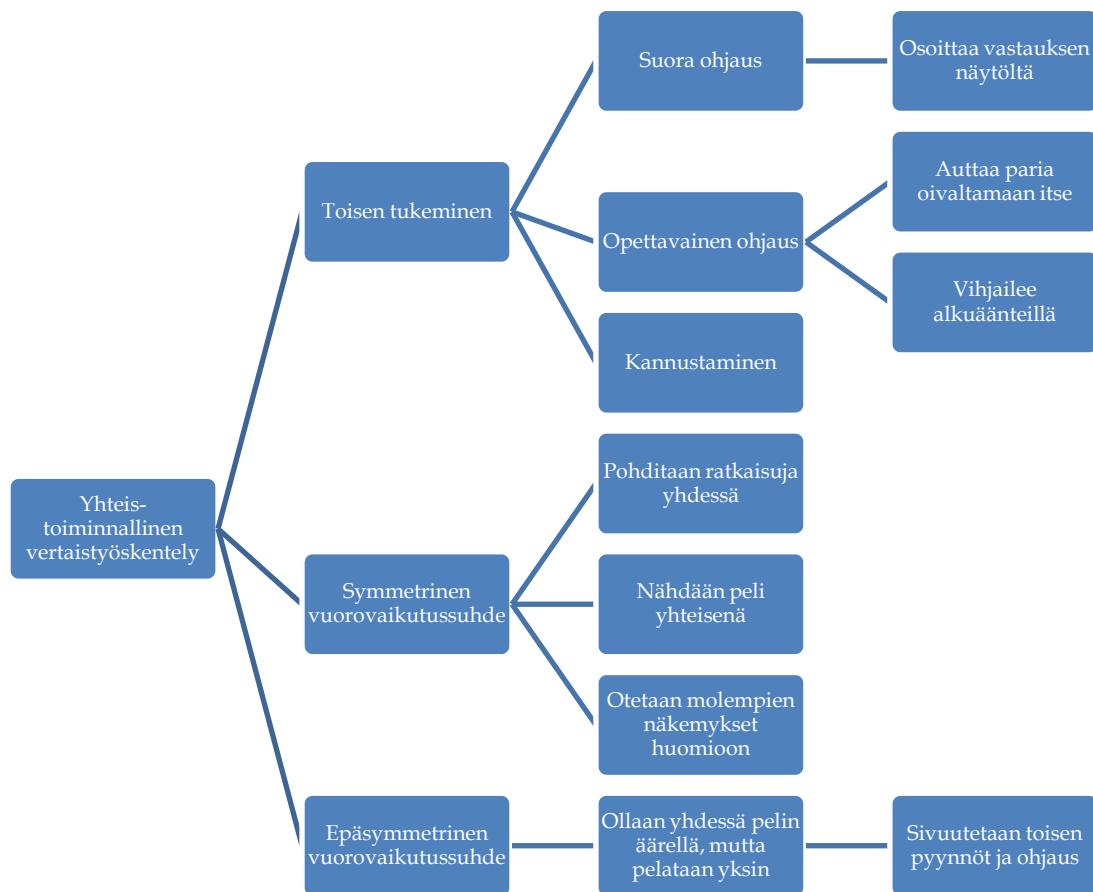 Suora ohjaus
Osoittaa vastauksen
näytöltä
Toisen tukeminen
Opettavainen ohjaus
Auttaa paria
oivaltamaan itse
Vihjailee
alkuäänteillä
Kannustaminen
Yhteis-
toiminnallinen
vertaistyöskentely
Symmetrinen
vuorovaikutussuhde
Pohditaan ratkaisuja
yhdessä
Nähdään peli
yhteisenä
Otetaan molempien
näkemykset
huomioon
Epäsymmetrinen
vuorovaikutussuhde
Ollaan yhdessä pelin
äärellä, mutta
pelataan yksin
Sivuutetaan toisen
pyynnöt ja ohjaus